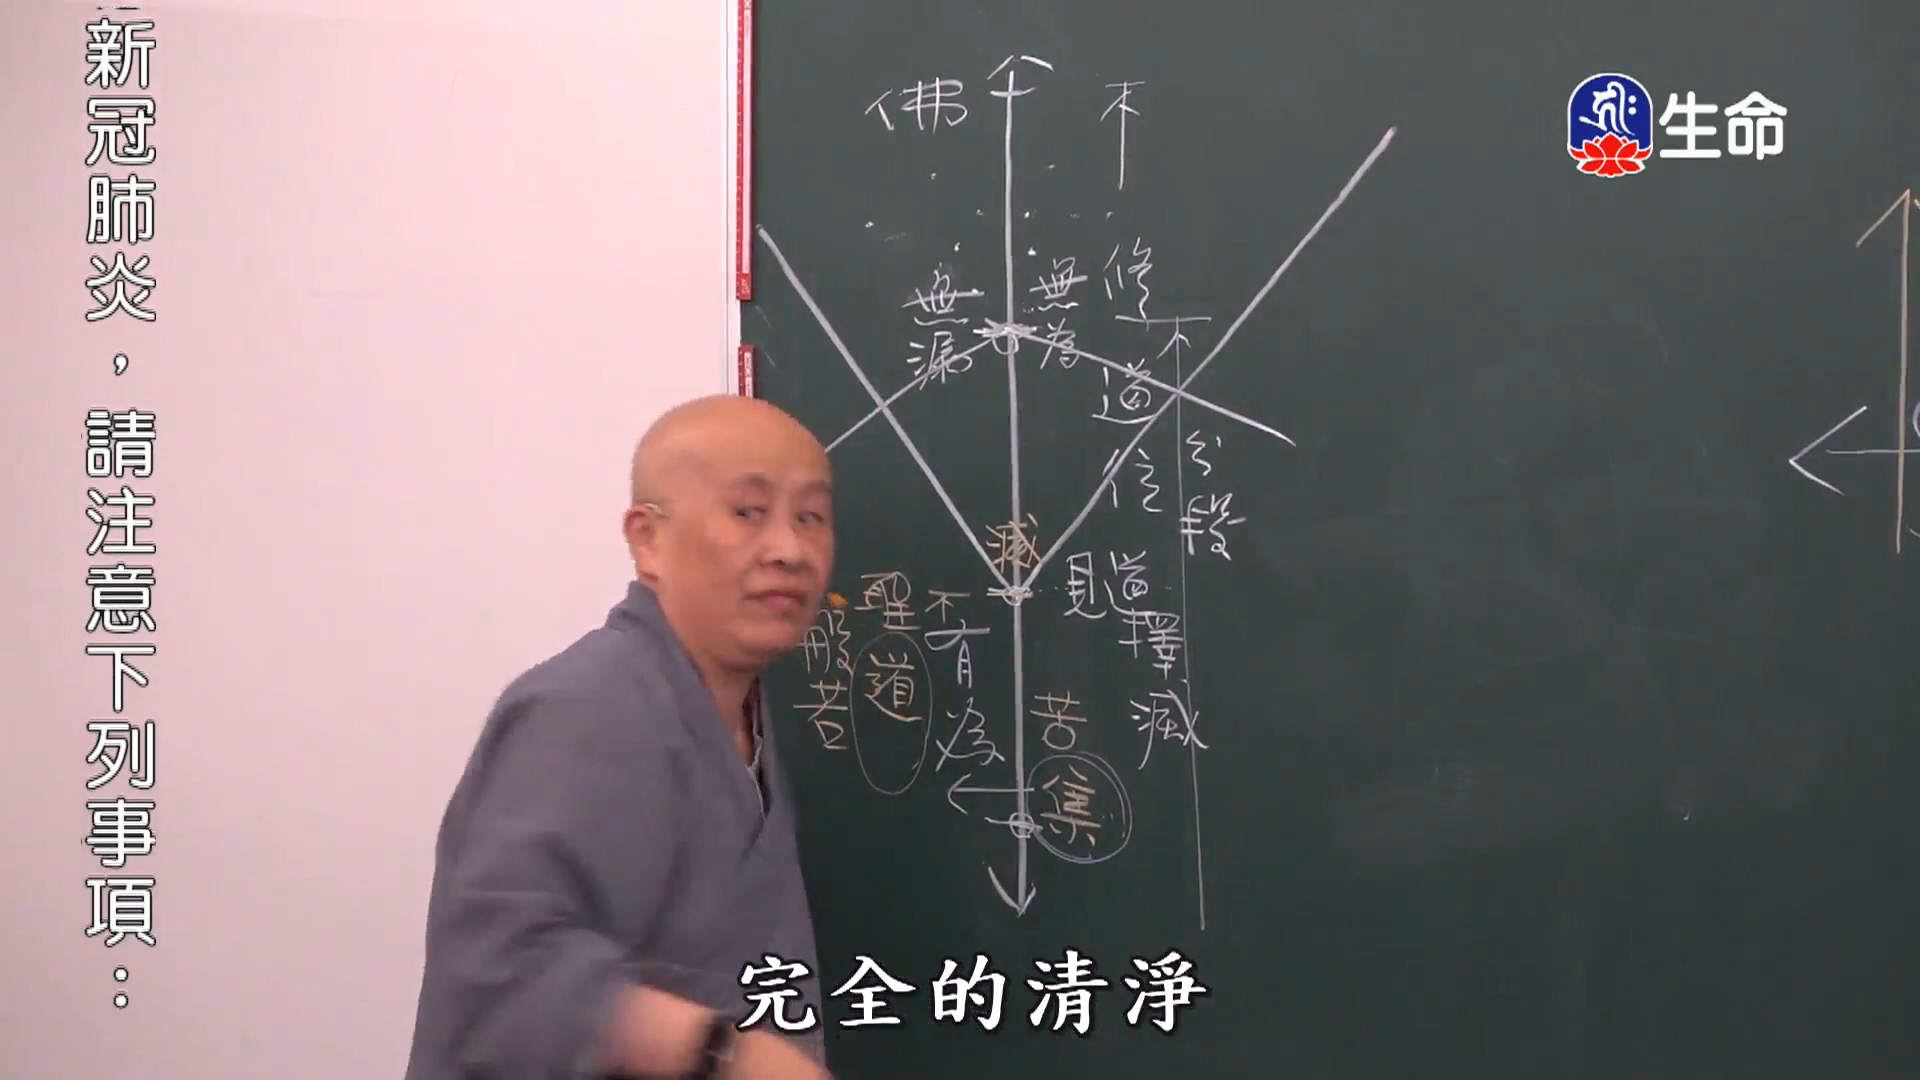 新冠肺炎，請注意下列事項：
生命
佛
無漏
無為
修道位
分段
滅
見道
擇滅
聖道
般若
不有為
苦
集
完全的清淨